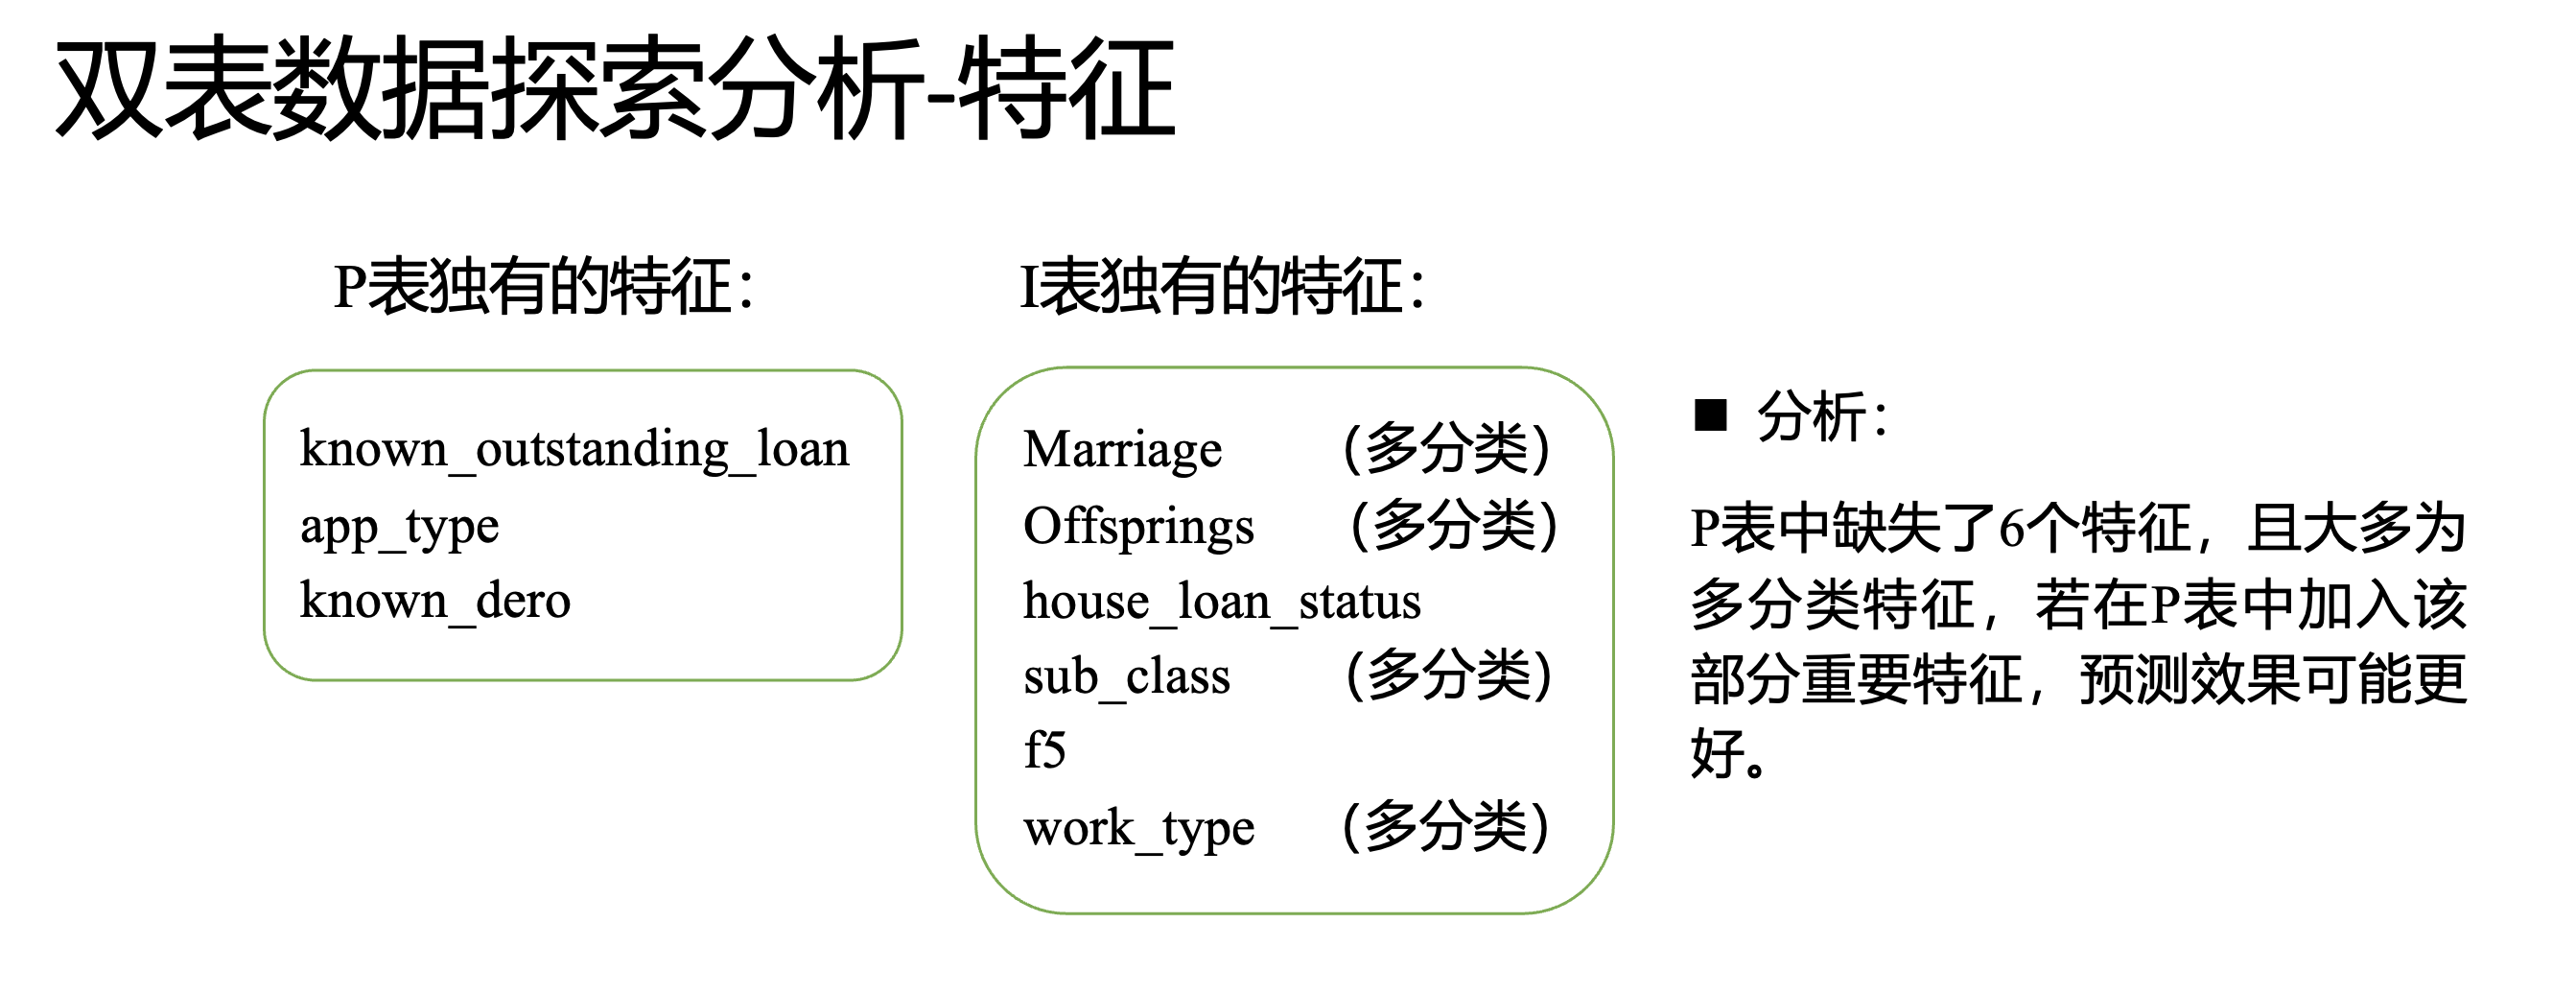 双表数据探索分析-特征
P表独有的特征：
known_outstanding_loan
app_type
known_dero
I表独有的特征：
Marriage （多分类）
Offsprings （多分类）
house_loan_status
sub_class （多分类）
f5
work_type （多分类）
■ 分析：
P表中缺失了6个特征，且大多为
多分类特征，若在P表中加入该
部分重要特征，预测效果可能更
好。